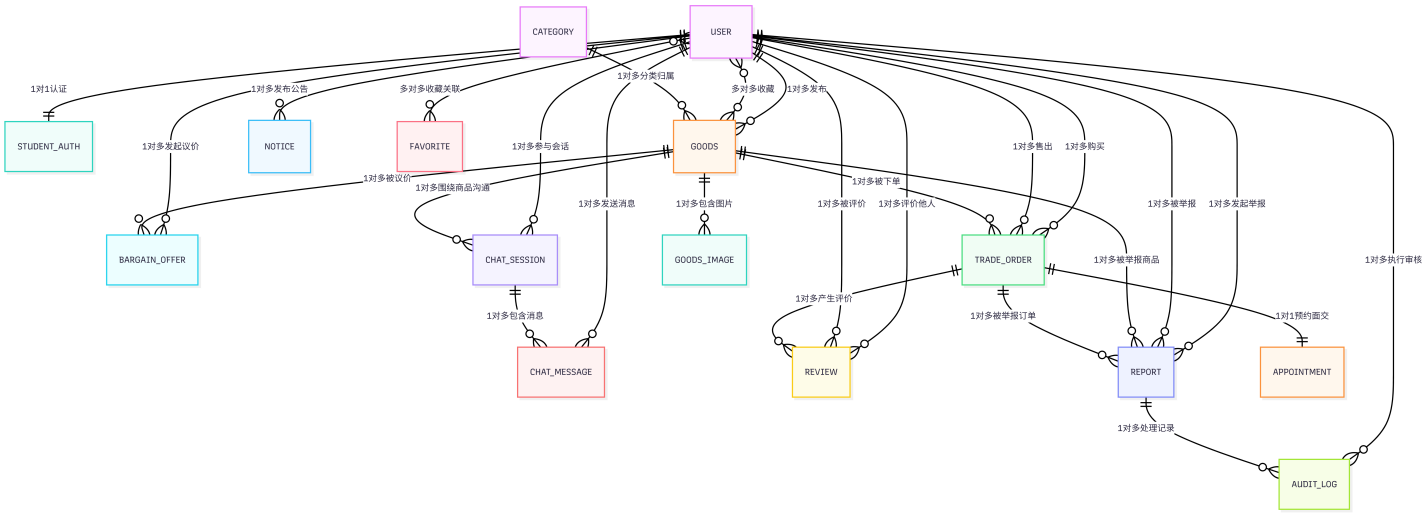 CATEGORY
USER
1对多分类归属
1对1认证
1对多发布公告
多对多收藏关联
多对多收藏
1对多发布
STUDENT_AUTH
1对多发起议价
NOTICE
FAVORITE
1对多参与会话
GOODS
1对多售出
1对多购买
1对多被议价
1对多围绕商品沟通
1对多被下单
1对多发送消息
1对多包含图片
1对多被评价
1对多评价他人
1对多被举报
1对多发起举报
BARGAIN_OFFER
CHAT_SESSION
GOODS_IMAGE
TRADE_ORDER
1对多被举报商品
1对多执行审核
1对多包含消息
1对多产生评价
1对多被举报订单
1对1预约面交
CHAT_MESSAGE
REVIEW
REPORT
APPOINTMENT
1对多处理记录
AUDIT_LOG